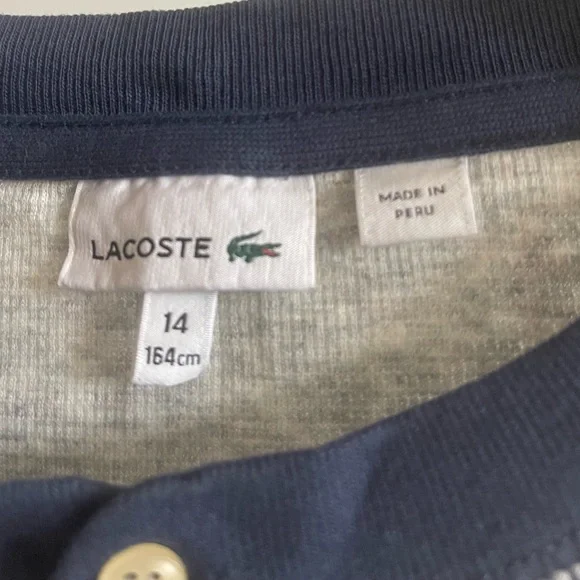 LACOSTE
MADE IN
PERU
14
164cm